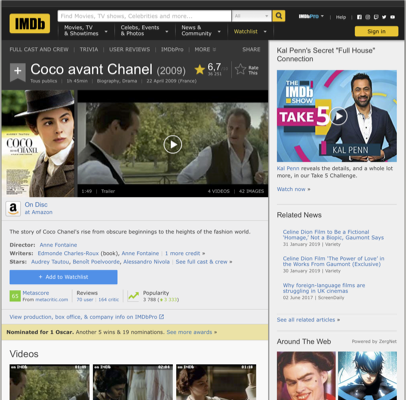 IMDb
Find Movies, TV shows, Celebrities and more...
All
IMDbPro
Help
Movies, TV
& Showtimes
Celebs, Events
& Photos
News &
Community
Watchlist
Sign in
FULL CAST AND CREW | TRIVIA | USER REVIEWS | IMDbPro | MORE
SHARE
Coco avant Chanel (2009)
6,7
Rate
This
Tous publics | 1h 45min | Biography, Drama | 22 April 2009 (France)
COCO
AVANT
CHANEL
1:49 | Trailer
4 VIDEOS | 42 IMAGES
On Disc
at Amazon
The story of Coco Chanel's rise from obscure beginnings to the heights of the fashion world.
Director: Anne Fontaine
Writers: Edmonde Charles-Roux (book), Anne Fontaine | 1 more credit »
Stars: Audrey Tautou, Benoît Poelvoorde, Alessandro Nivola | See full cast & crew »
+ Add to Watchlist
Metascore
From metacritic.com
Reviews
70 user | 164 critic
Popularity
View production, box office, & company info on IMDbPro
Nominated for 1 Oscar. Another 5 wins & 19 nominations. See more awards »
Videos
Kal Penn's Secret "Full House"
Connection
THE
IMDb
SHOW
TAKE 5
KAL PENN
Kal Penn reveals the details, and a whole lot
more, in our Take 5 Challenge.
Watch now »
Related News
Celine Dion Film to Be a Fictional
'Homage,' Not a Biopic, Gaumont Says
31 January 2019 | Variety
Celine Dion Film 'The Power of Love' in
the Works From Gaumont (Exclusive)
30 January 2019 | Variety
Why foreign-language films are
struggling in UK cinemas
02 June 2017 | ScreenDaily
See all related articles »
Around The Web
Powered by ZergNet